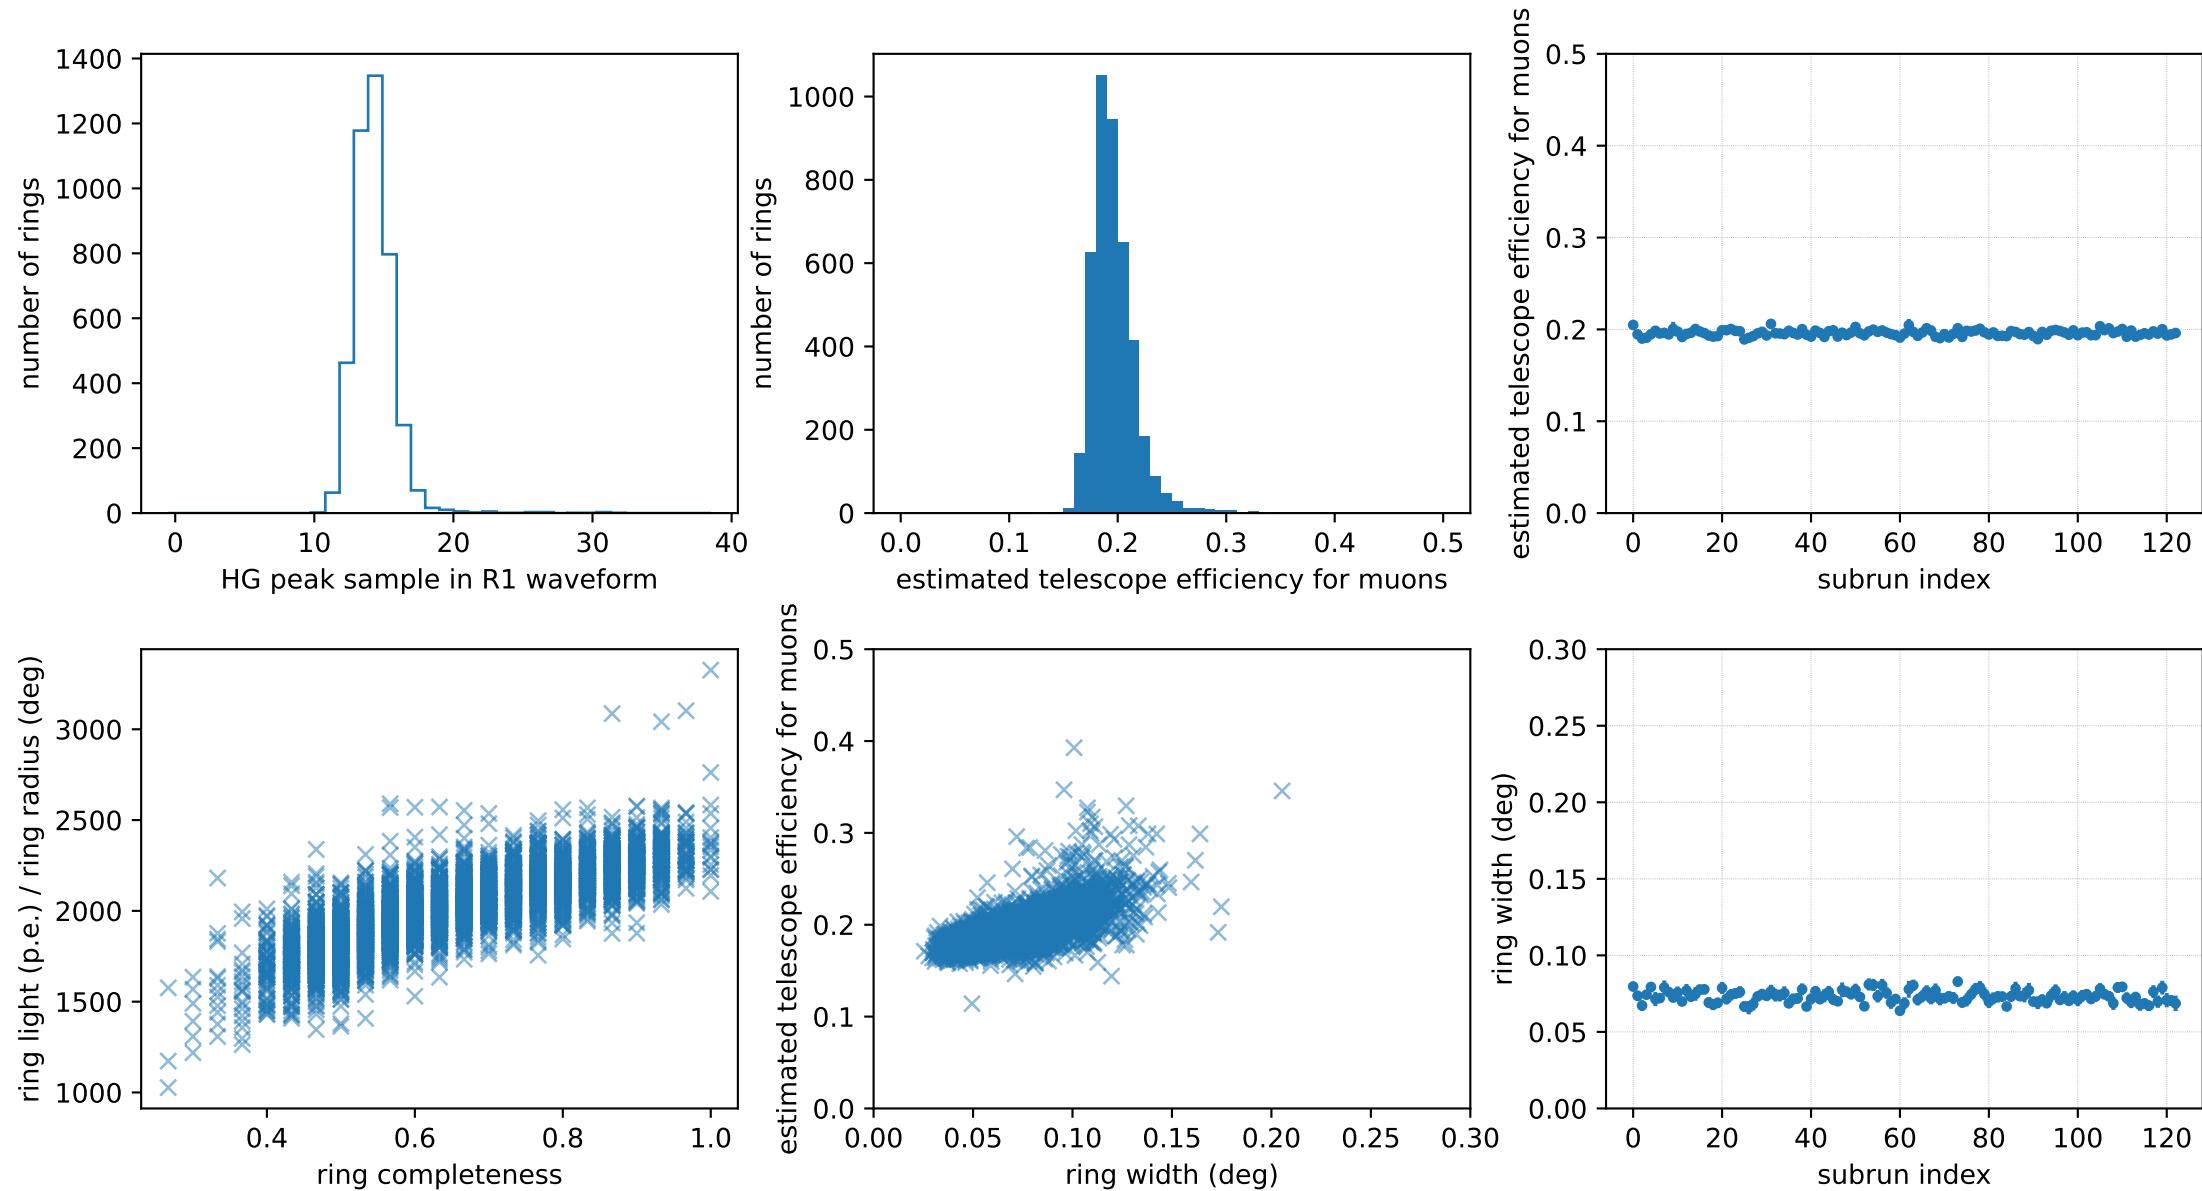 1400
1200
1000
800
600
400
200
0
number of rings
0 10 20 30 40
HG peak sample in R1 waveform
1000
800
600
400
200
0
number of rings
0.0 0.1 0.2 0.3 0.4 0.5
estimated telescope efficiency for muons
0.5
0.4
0.3
0.2
0.1
0.0
estimated telescope efficiency for muons
0 20 40 60 80 100 120
subrun index
3000
2500
2000
1500
1000
ring light (p.e.) / ring radius (deg)
0.4 0.6 0.8 1.0
ring completeness
0.5
0.4
0.3
0.2
0.1
0.0
estimated telescope efficiency for muons
0.00 0.05 0.10 0.15 0.20 0.25 0.30
ring width (deg)
0.30
0.25
0.20
0.15
0.10
0.05
0.00
ring width (deg)
0 20 40 60 80 100 120
subrun index